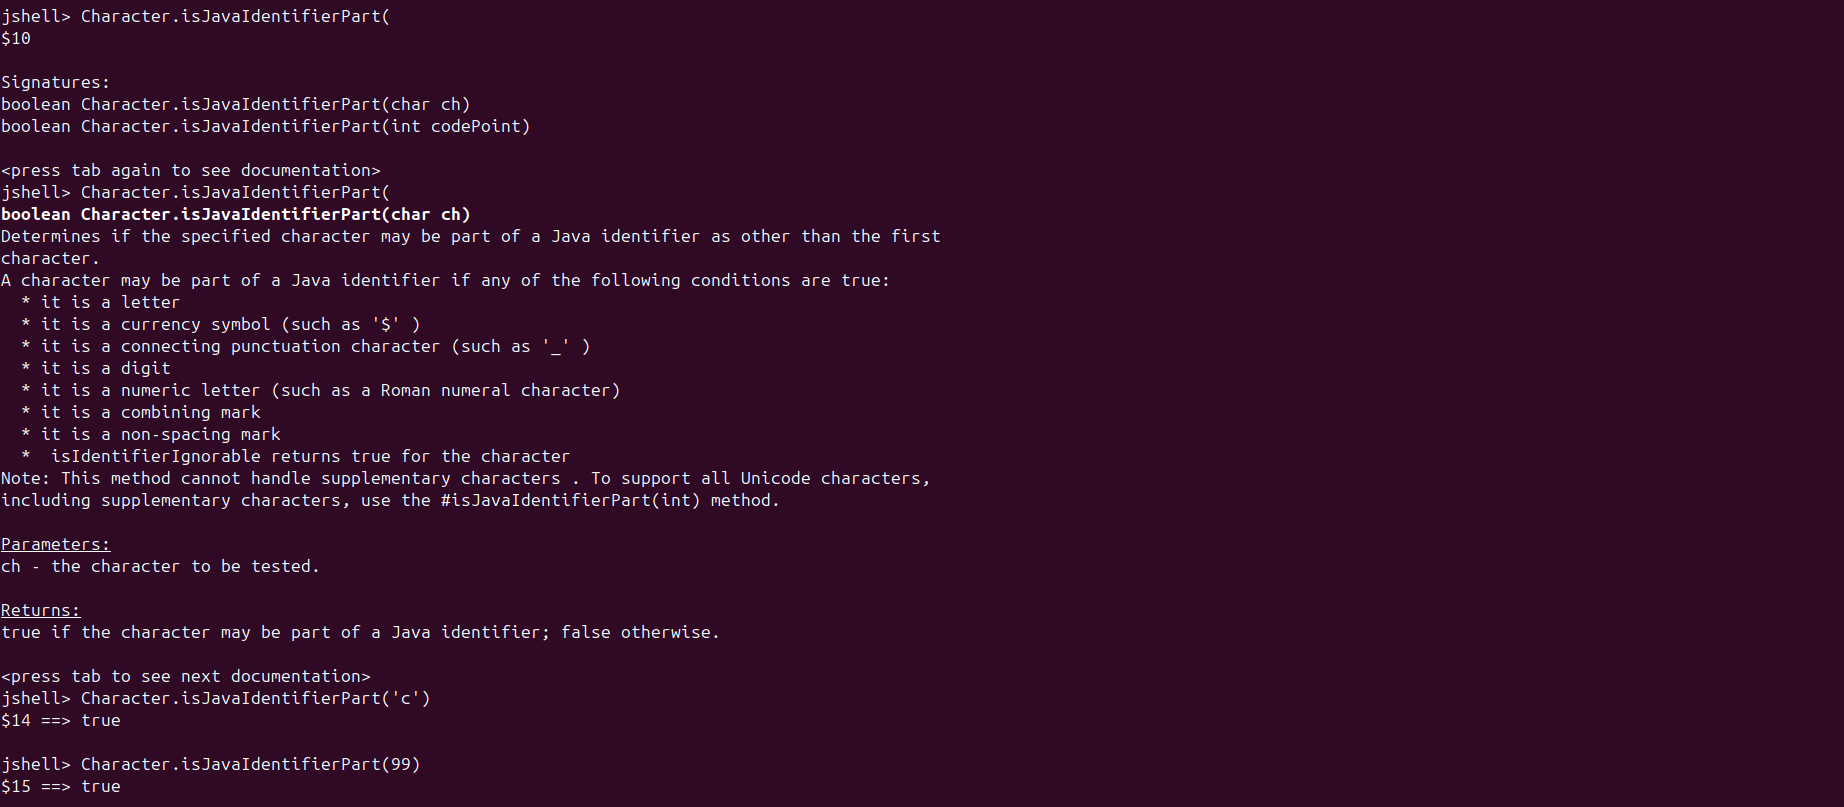 jshell> Character.isJavaIdentifierPart(
$10
Signatures:
boolean Character.isJavaIdentifierPart(char ch)
boolean Character.isJavaIdentifierPart(int codePoint)
<press tab again to see documentation>
jshell> Character.isJavaIdentifierPart(
boolean Character.isJavaIdentifierPart(char ch)
Determines if the specified character may be part of a Java identifier as other than the first
character.
A character may be part of a Java identifier if any of the following conditions are true:
  * it is a letter
  * it is a currency symbol (such as '$' )
  * it is a connecting punctuation character (such as '_' )
  * it is a digit
  * it is a numeric letter (such as a Roman numeral character)
  * it is a combining mark
  * it is a non-spacing mark
  *  isIdentifierIgnorable returns true for the character
Note: This method cannot handle supplementary characters . To support all Unicode characters,
including supplementary characters, use the #isJavaIdentifierPart(int) method.
Parameters:
ch - the character to be tested.
Returns:
true if the character may be part of a Java identifier; false otherwise.
<press tab to see next documentation>
jshell> Character.isJavaIdentifierPart('c')
$14 ==> true
jshell> Character.isJavaIdentifierPart(99)
$15 ==> true